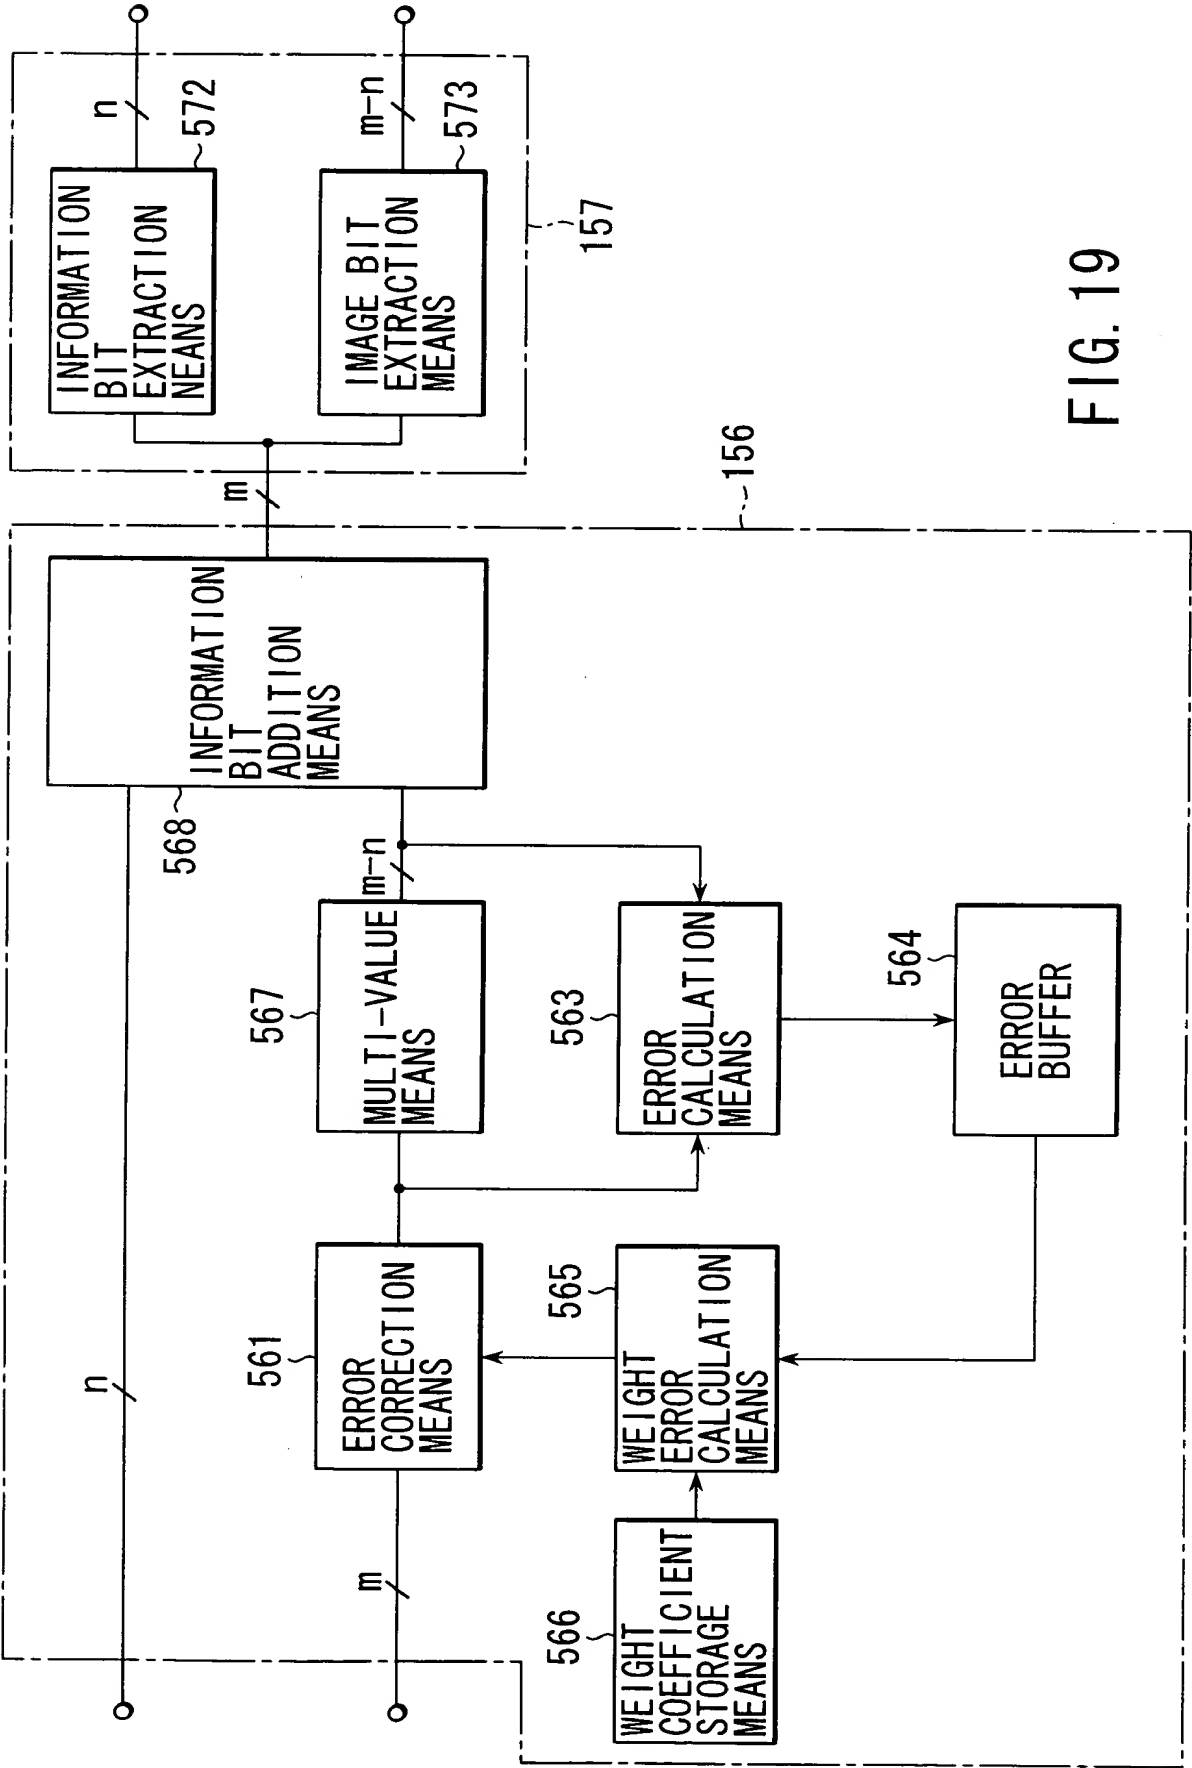 n
568
INFORMATION
BIT
ADDITION
MEANS
m
INFORMATION
BIT
EXTRACTION
NEANS
572
n
m
561
ERROR
CORRECTION
MEANS
567
MULTI-VALUE
MEANS
m-n
IMAGE BIT
EXTRACTION
MEANS
573
m-n
157
566
WEIGHT
COEFFICIENT
STORAGE
MEANS
565
WEIGHT
ERROR
CALCULATION
MEANS
563
ERROR
CALCULATION
MEANS
156
564
ERROR
BUFFER
FIG. 19